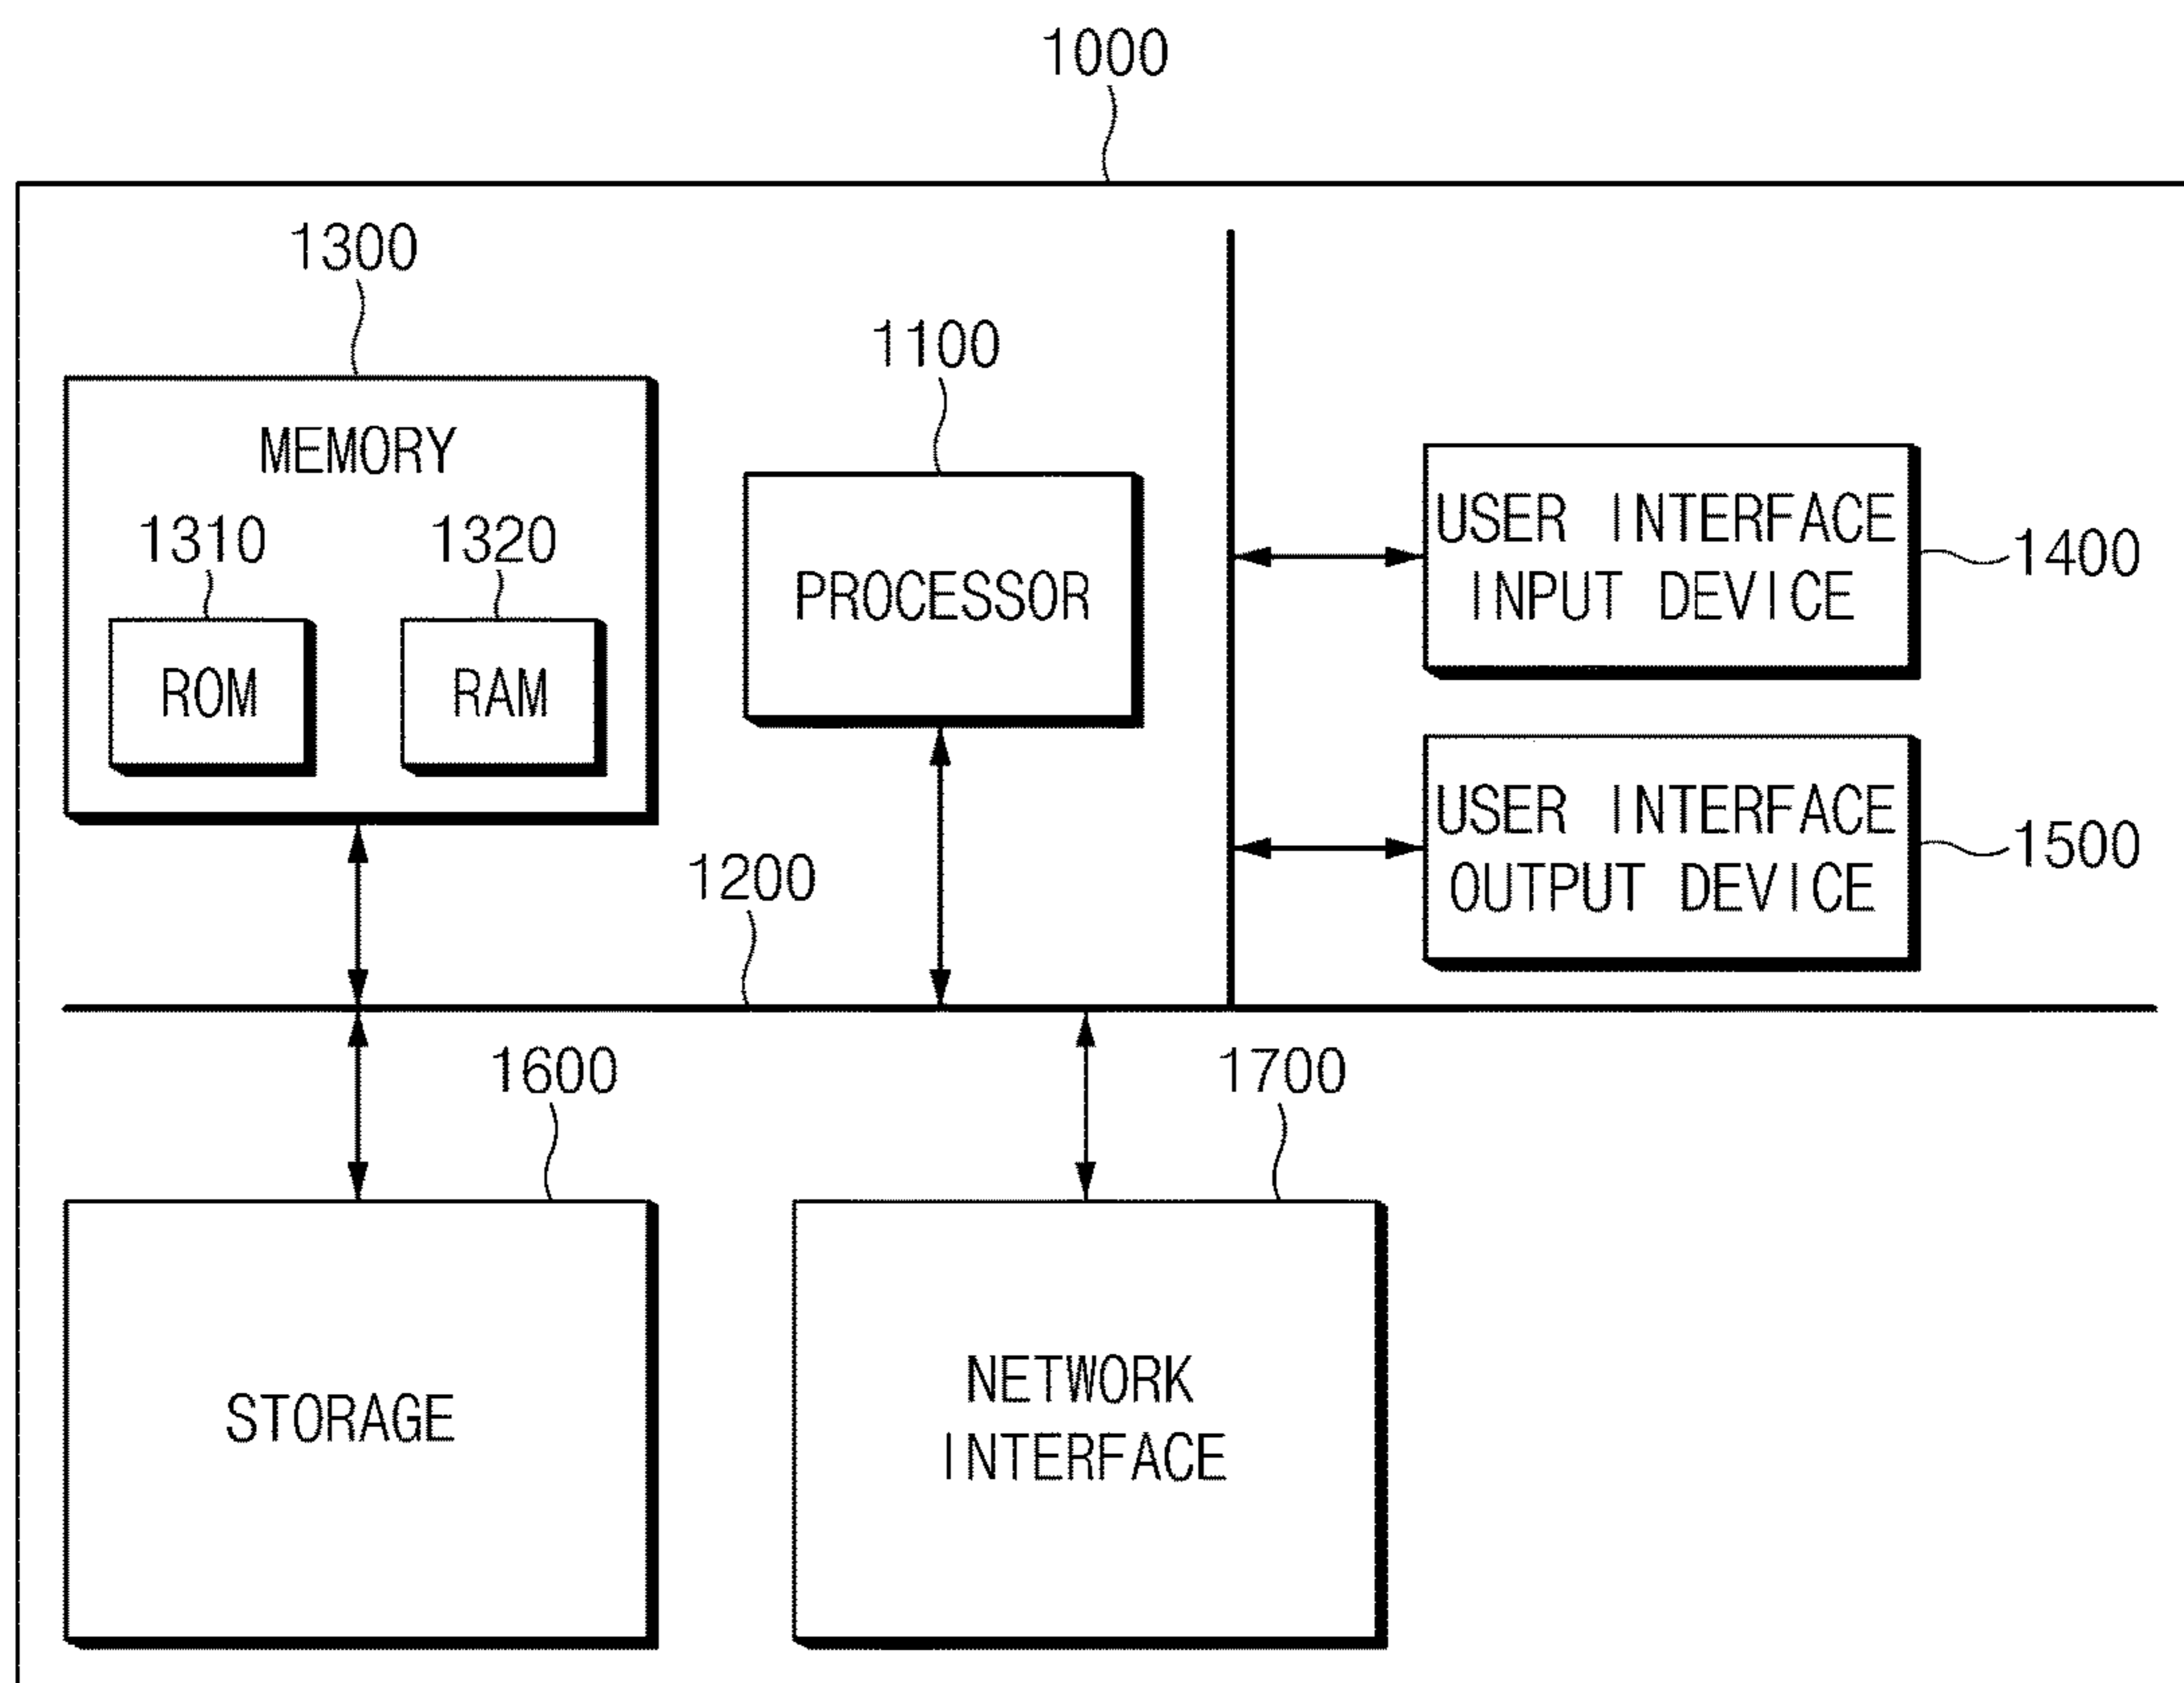 1000
1300
1100
MEMORY
1310
1320
ROM
RAM
PROCESSOR
USER INTERFACE
INPUT DEVICE
1400
USER INTERFACE
OUTPUT DEVICE
1500
1200
1600
1700
STORAGE
NETWORK
INTERFACE